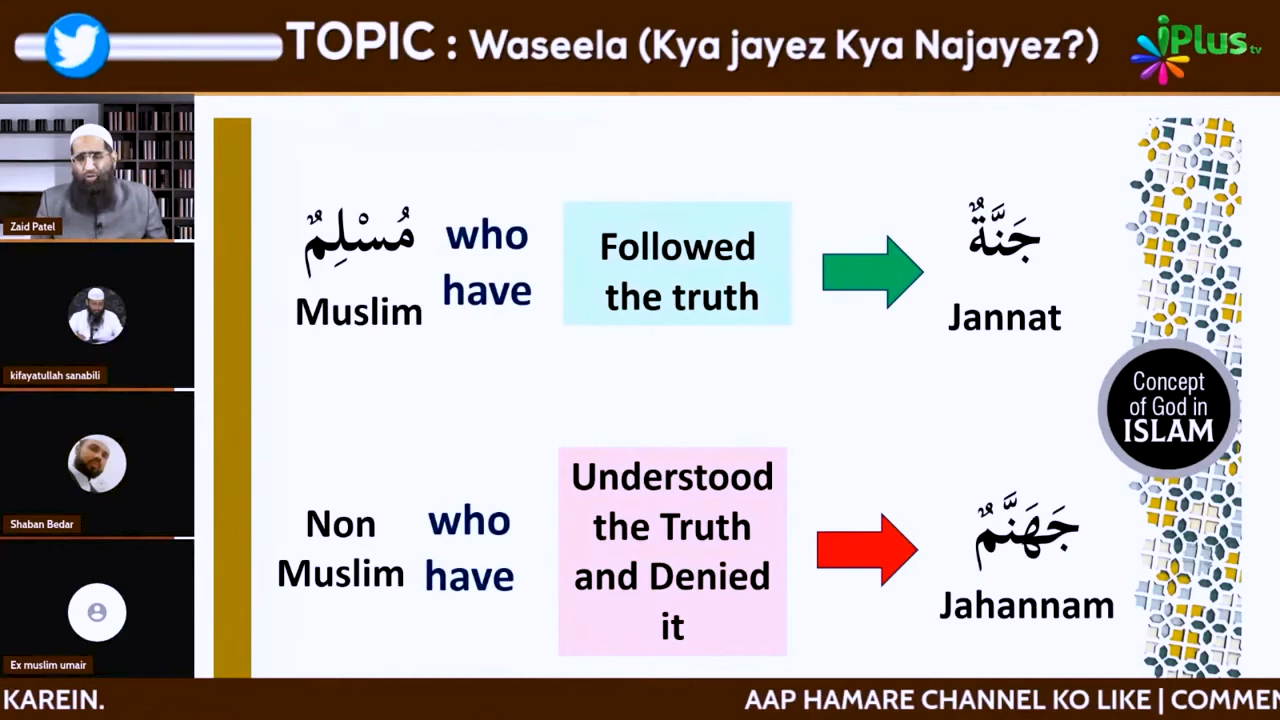 TOPIC : Waseela (Kya jayez Kya Najayez?)
iPlus tv
Zaid Patel
kifayatullah sanabili
Shaban Bedar
Ex muslim umair
مُسْلِمٌ
Muslim
who
have
Followed
the truth
جَنَّةٌ
Jannat
Concept
of God in
ISLAM
Non
Muslim
who
have
Understood
the Truth
and Denied
it
جَهَنَّمٌ
Jahannam
KAREIN.
AAP HAMARE CHANNEL KO LIKE | COMMEN